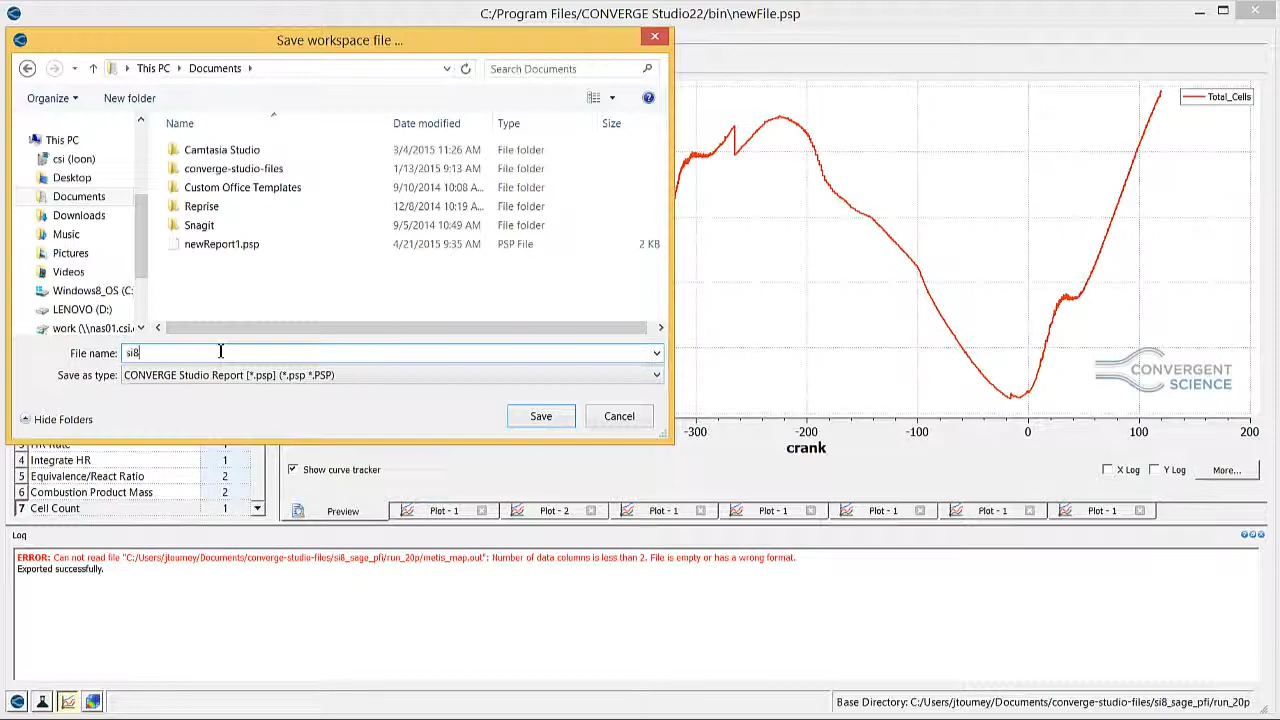 C:/Program Files/CONVERGE Studio22/bin\newFile.psp
Save workspace file ...
This PC
Documents
Search Documents
Organize
New folder
Name
Date modified
Type
Size
This PC
csi (loon)
Desktop
Documents
Downloads
Music
Pictures
Videos
Windows8_OS (C:
LENOVO (D:)
work (\\nas01.csi.
Camtasia Studio 3/4/2015 11:26 AM File folder
converge-studio-files 1/13/2015 9:13 AM File folder
Custom Office Templates 9/10/2014 10:08 A... File folder
Reprise 12/8/2014 10:19 A... File folder
Snagit 9/5/2014 10:49 AM File folder
newReport1.psp 4/21/2015 9:35 AM PSP File 2 KB
File name: si8
Save as type: CONVERGE Studio Report [*.psp] (*.psp *.PSP)
Hide Folders
Save
Cancel
Total_Cells
CONVERGENT
SCIENCE
-300 -200 -100 0 100 200
crank
4 Integrate HR 1
5 Equivalence/React Ratio 2
6 Combustion Product Mass 2
7 Cell Count 1
Show curve tracker
X Log
Y Log
More...
Preview
Plot - 1
Plot - 2
Plot - 1
Plot - 1
Plot - 1
Plot - 1
Plot - 1
Log
ERROR: Can not read file "C:/Users/jtourney/Documents/converge-studio-files/si8_sage_pfi/run_20p/metis_map.out": Number of data columns is less than 2. File is empty or has a wrong format.
Exported successfully.
Base Directory: C:/Users/jtourney/Documents/converge-studio-files/si8_sage_pfi/run_20p